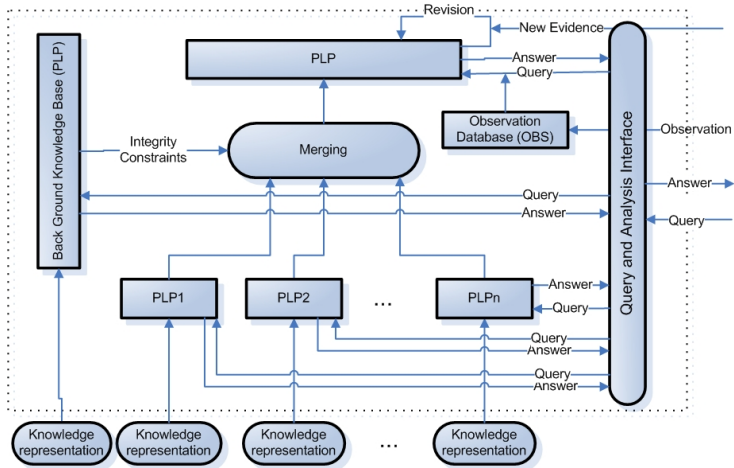 Revision
New Evidence
PLP
Answer
Query
Back Ground Knowledge Base (PLP)
Observation
Database (OBS)
Integrity
Constraints
Merging
Observation
Query and Analysis Interface
Answer
Query
Query
Answer
PLP1
PLP2
...
PLPn
Answer
Query
Query
Answer
Query
Answer
Knowledge
representation
Knowledge
representation
Knowledge
representation
...
Knowledge
representation